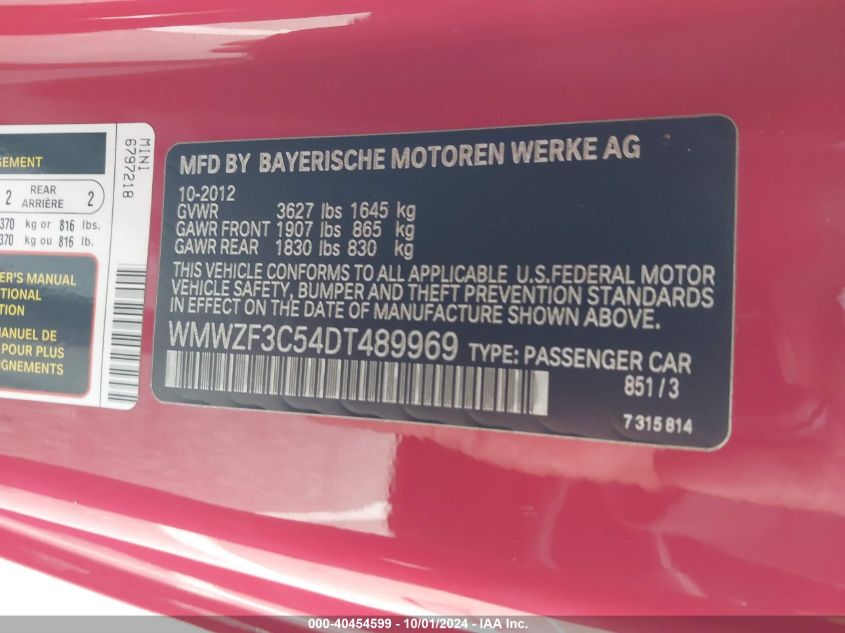 GEMENT
2 REAR 2
ARRIÈRE
370 kg or 816 lbs.
370 kg ou 816 lb.
ER'S MANUAL
TIONAL
TION
MANUEL DE
POUR PLUS
IGNEMENTS
MINI
6797218
MFD BY BAYERISCHE MOTOREN WERKE AG
10-2012
GVWR 3627 lbs 1645 kg
GAWR FRONT 1907 lbs 865 kg
GAWR REAR 1830 lbs 830 kg
THIS VEHICLE CONFORMS TO ALL APPLICABLE U.S.FEDERAL MOTOR
VEHICLE SAFETY, BUMPER AND THEFT PREVENTION STANDARDS
IN EFFECT ON THE DATE OF MANUFACTURE SHOWN ABOVE.
WMWZF3C54DT489969 TYPE: PASSENGER CAR
851/3
7 315 814
000-40454599 - 10/01/2024 - IAA Inc.